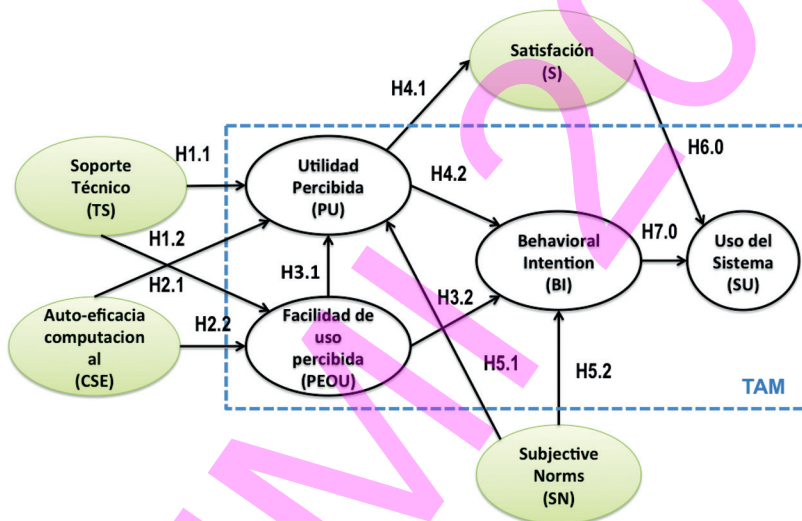 Satisfación
(S)
H4.1
H6.0
Soporte
Técnico
(TS)
H1.1
Utilidad
Percibida
(PU)
H4.2
H1.2
H2.1
H3.1
Behavioral
Intention
(BI)
H7.0
Uso del
Sistema
(SU)
Auto-eficacia
computacion
al
(CSE)
H2.2
Facilidad de
uso
percibida
(PEOU)
H3.2
H5.1
H5.2
TAM
Subjective
Norms
(SN)